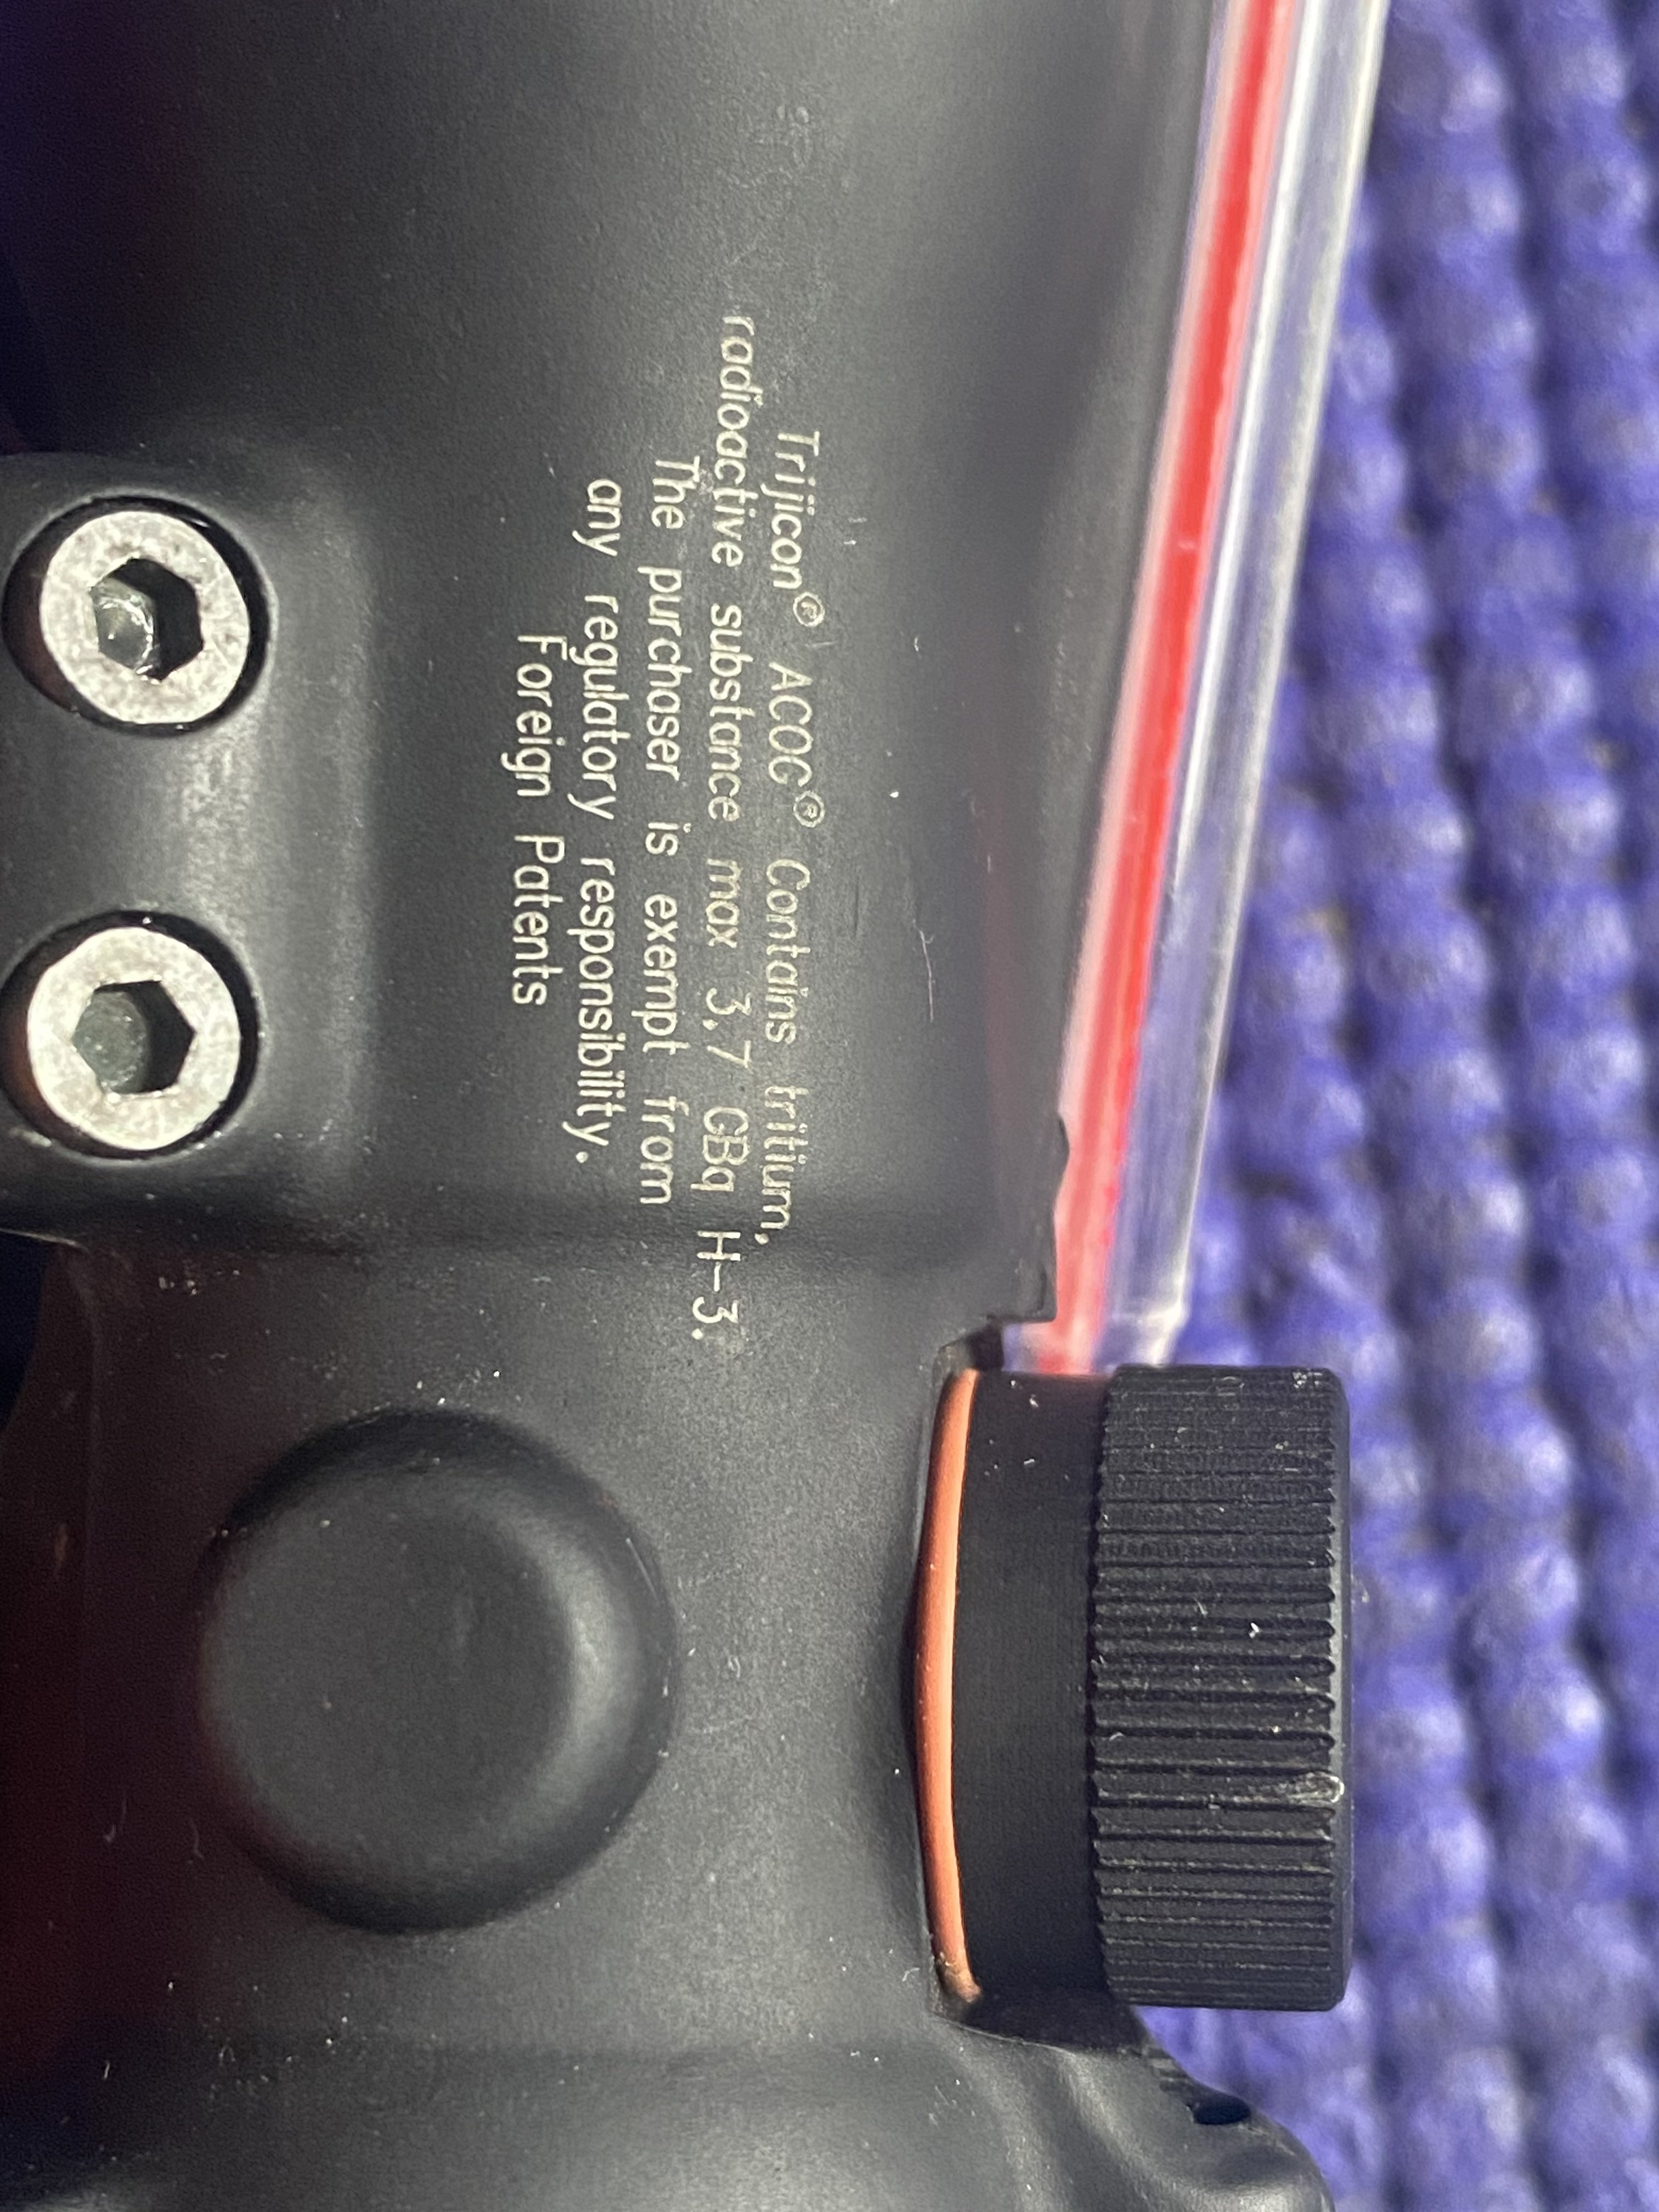 Trijicon® ACOG® Contains tritium,
radioactive substance max 3,7 GBq H-3.
The purchaser is exempt from
any regulatory responsibility.
Foreign Patents